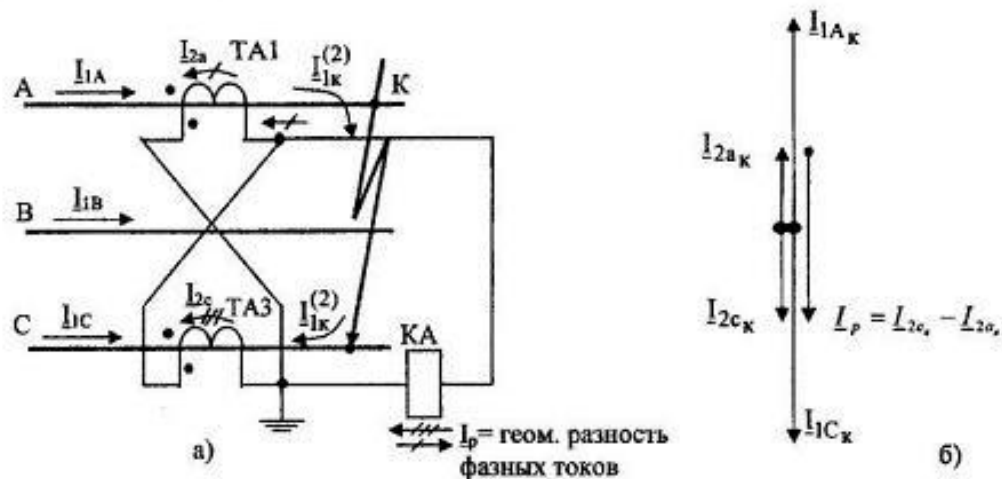 I2a TA1
I1A
I1к(2)
A
К
I1B
B
I2c TA3
I1к(2)
I1C
C
КА
Iр= геом. разность
фазных токов
а)
I1Aк
I2aк
I2cк
Iр = I2cк – I2aк
I1Cк
б)